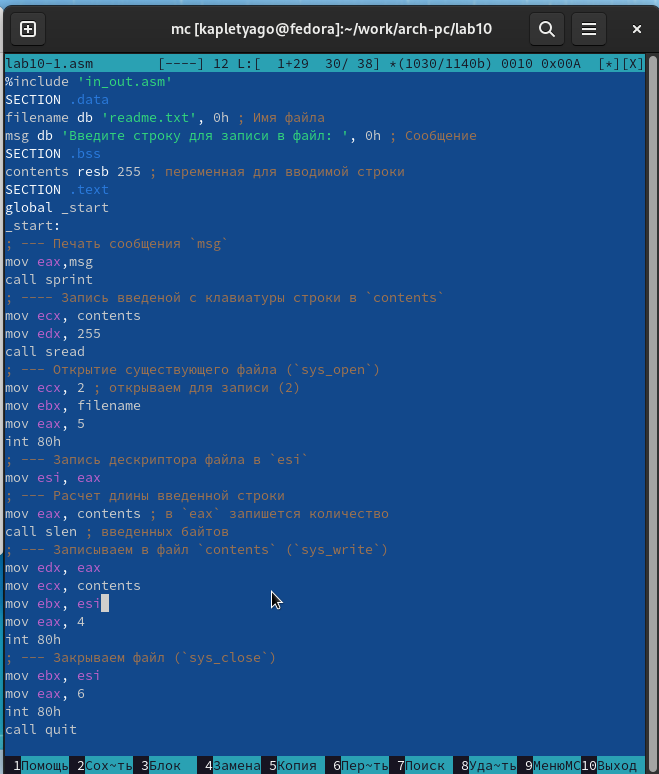 mc [kapletyago@fedora]:~/work/arch-pc/lab10
lab10-1.asm [----] 12 L:[ 1+29 30/ 38] *(1030/1140b) 0010 0x00A [*][X]
%include 'in_out.asm'
SECTION .data
filename db 'readme.txt', 0h ; Имя файла
msg db 'Введите строку для записи в файл: ', 0h ; Сообщение
SECTION .bss
contents resb 255 ; переменная для вводимой строки
SECTION .text
global _start
_start:
; --- Печать сообщения `msg`
mov eax,msg
call sprint
; ---- Запись введеной с клавиатуры строки в `contents`
mov ecx, contents
mov edx, 255
call sread
; --- Открытие существующего файла (`sys_open`)
mov ecx, 2 ; открываем для записи (2)
mov ebx, filename
mov eax, 5
int 80h
; --- Запись дескриптора файла в `esi`
mov esi, eax
; --- Расчет длины введенной строки
mov eax, contents ; в `eax` запишется количество
call slen ; введенных байтов
; --- Записываем в файл `contents` (`sys_write`)
mov edx, eax
mov ecx, contents
mov ebx, esi
mov eax, 4
int 80h
; --- Закрываем файл (`sys_close`)
mov ebx, esi
mov eax, 6
int 80h
call quit
1Помощь 2Сох~ть 3Блок 4Замена 5Копия 6Пер~ть 7Поиск 8Уда~ть 9МенюMC 10Выход